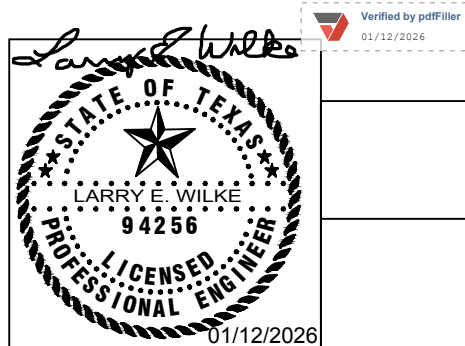 Verified by pdfFiller
01/12/2026
Larry E Wilke
STATE OF TEXAS
LARRY E. WILKE
94256
LICENSED
PROFESSIONAL ENGINEER
01/12/2026